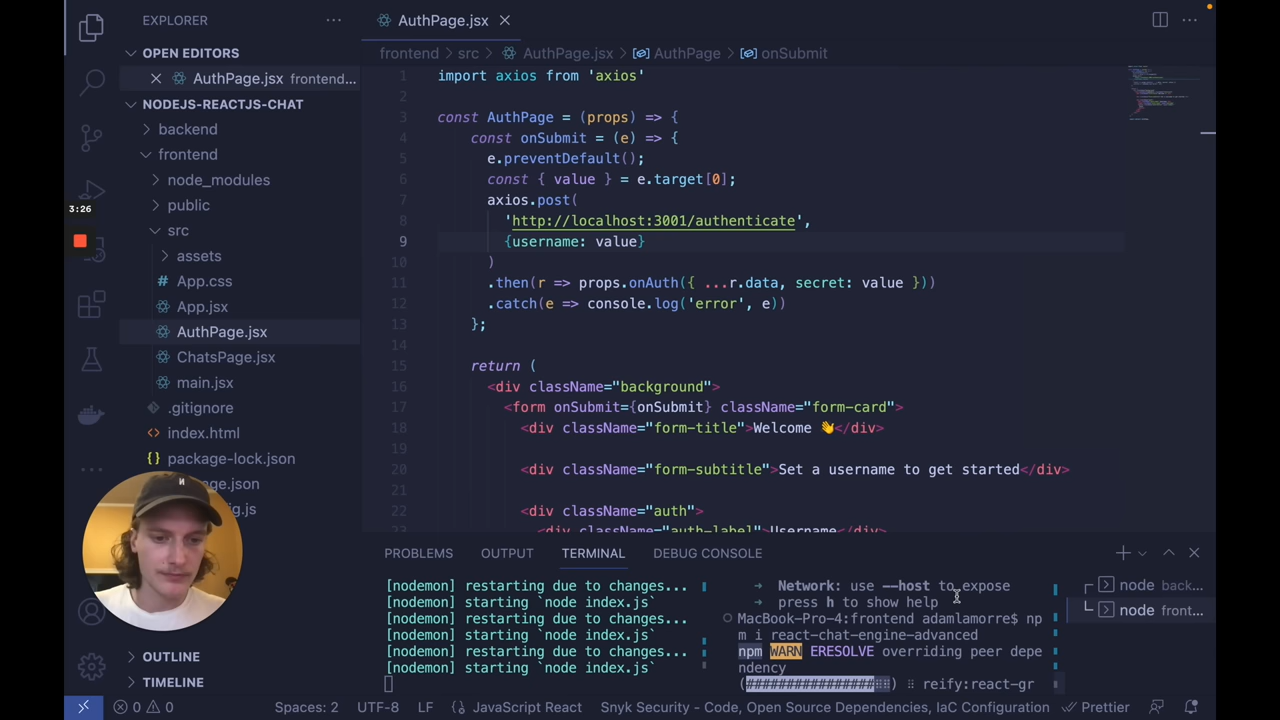 EXPLORER
OPEN EDITORS
AuthPage.jsx frontend...
NODEJS-REACTJS-CHAT
backend
frontend
node_modules
public
3:26
src
assets
App.css
App.jsx
AuthPage.jsx
ChatsPage.jsx
main.jsx
.gitignore
index.html
package-lock.json
OUTLINE
TIMELINE
AuthPage.jsx
frontend > src > AuthPage.jsx > AuthPage > onSubmit
1 import axios from 'axios'
2
3 const AuthPage = (props) => {
4 const onSubmit = (e) => {
5 e.preventDefault();
6 const { value } = e.target[0];
7 axios.post(
8 'http://localhost:3001/authenticate',
9 {username: value}
10 )
11 .then(r => props.onAuth({ ...r.data, secret: value }))
12 .catch(e => console.log('error', e))
13 };
14
15 return (
16 <div className="background">
17 <form onSubmit={onSubmit} className="form-card">
18 <div className="form-title">Welcome 👋</div>
19
20 <div className="form-subtitle">Set a username to get started</div>
21
22 <div className="auth">
23 <div className="auth-label">Username</div>
PROBLEMS OUTPUT TERMINAL DEBUG CONSOLE
[nodemon] restarting due to changes...
[nodemon] starting `node index.js`
[nodemon] restarting due to changes...
[nodemon] starting `node index.js`
[nodemon] restarting due to changes...
[nodemon] starting `node index.js`
➜ Network: use --host to expose
➜ press h to show help
MacBook-Pro-4:frontend adamlamorre$ np
m i react-chat-engine-advanced
npm WARN ERESOLVE overriding peer depe
ndency
(################⠂⠂) ⠇ reify:react-gr
node back...
node front...
0 0
Spaces: 2 UTF-8 LF {} JavaScript React Snyk Security - Code, Open Source Dependencies, IaC Configuration Prettier